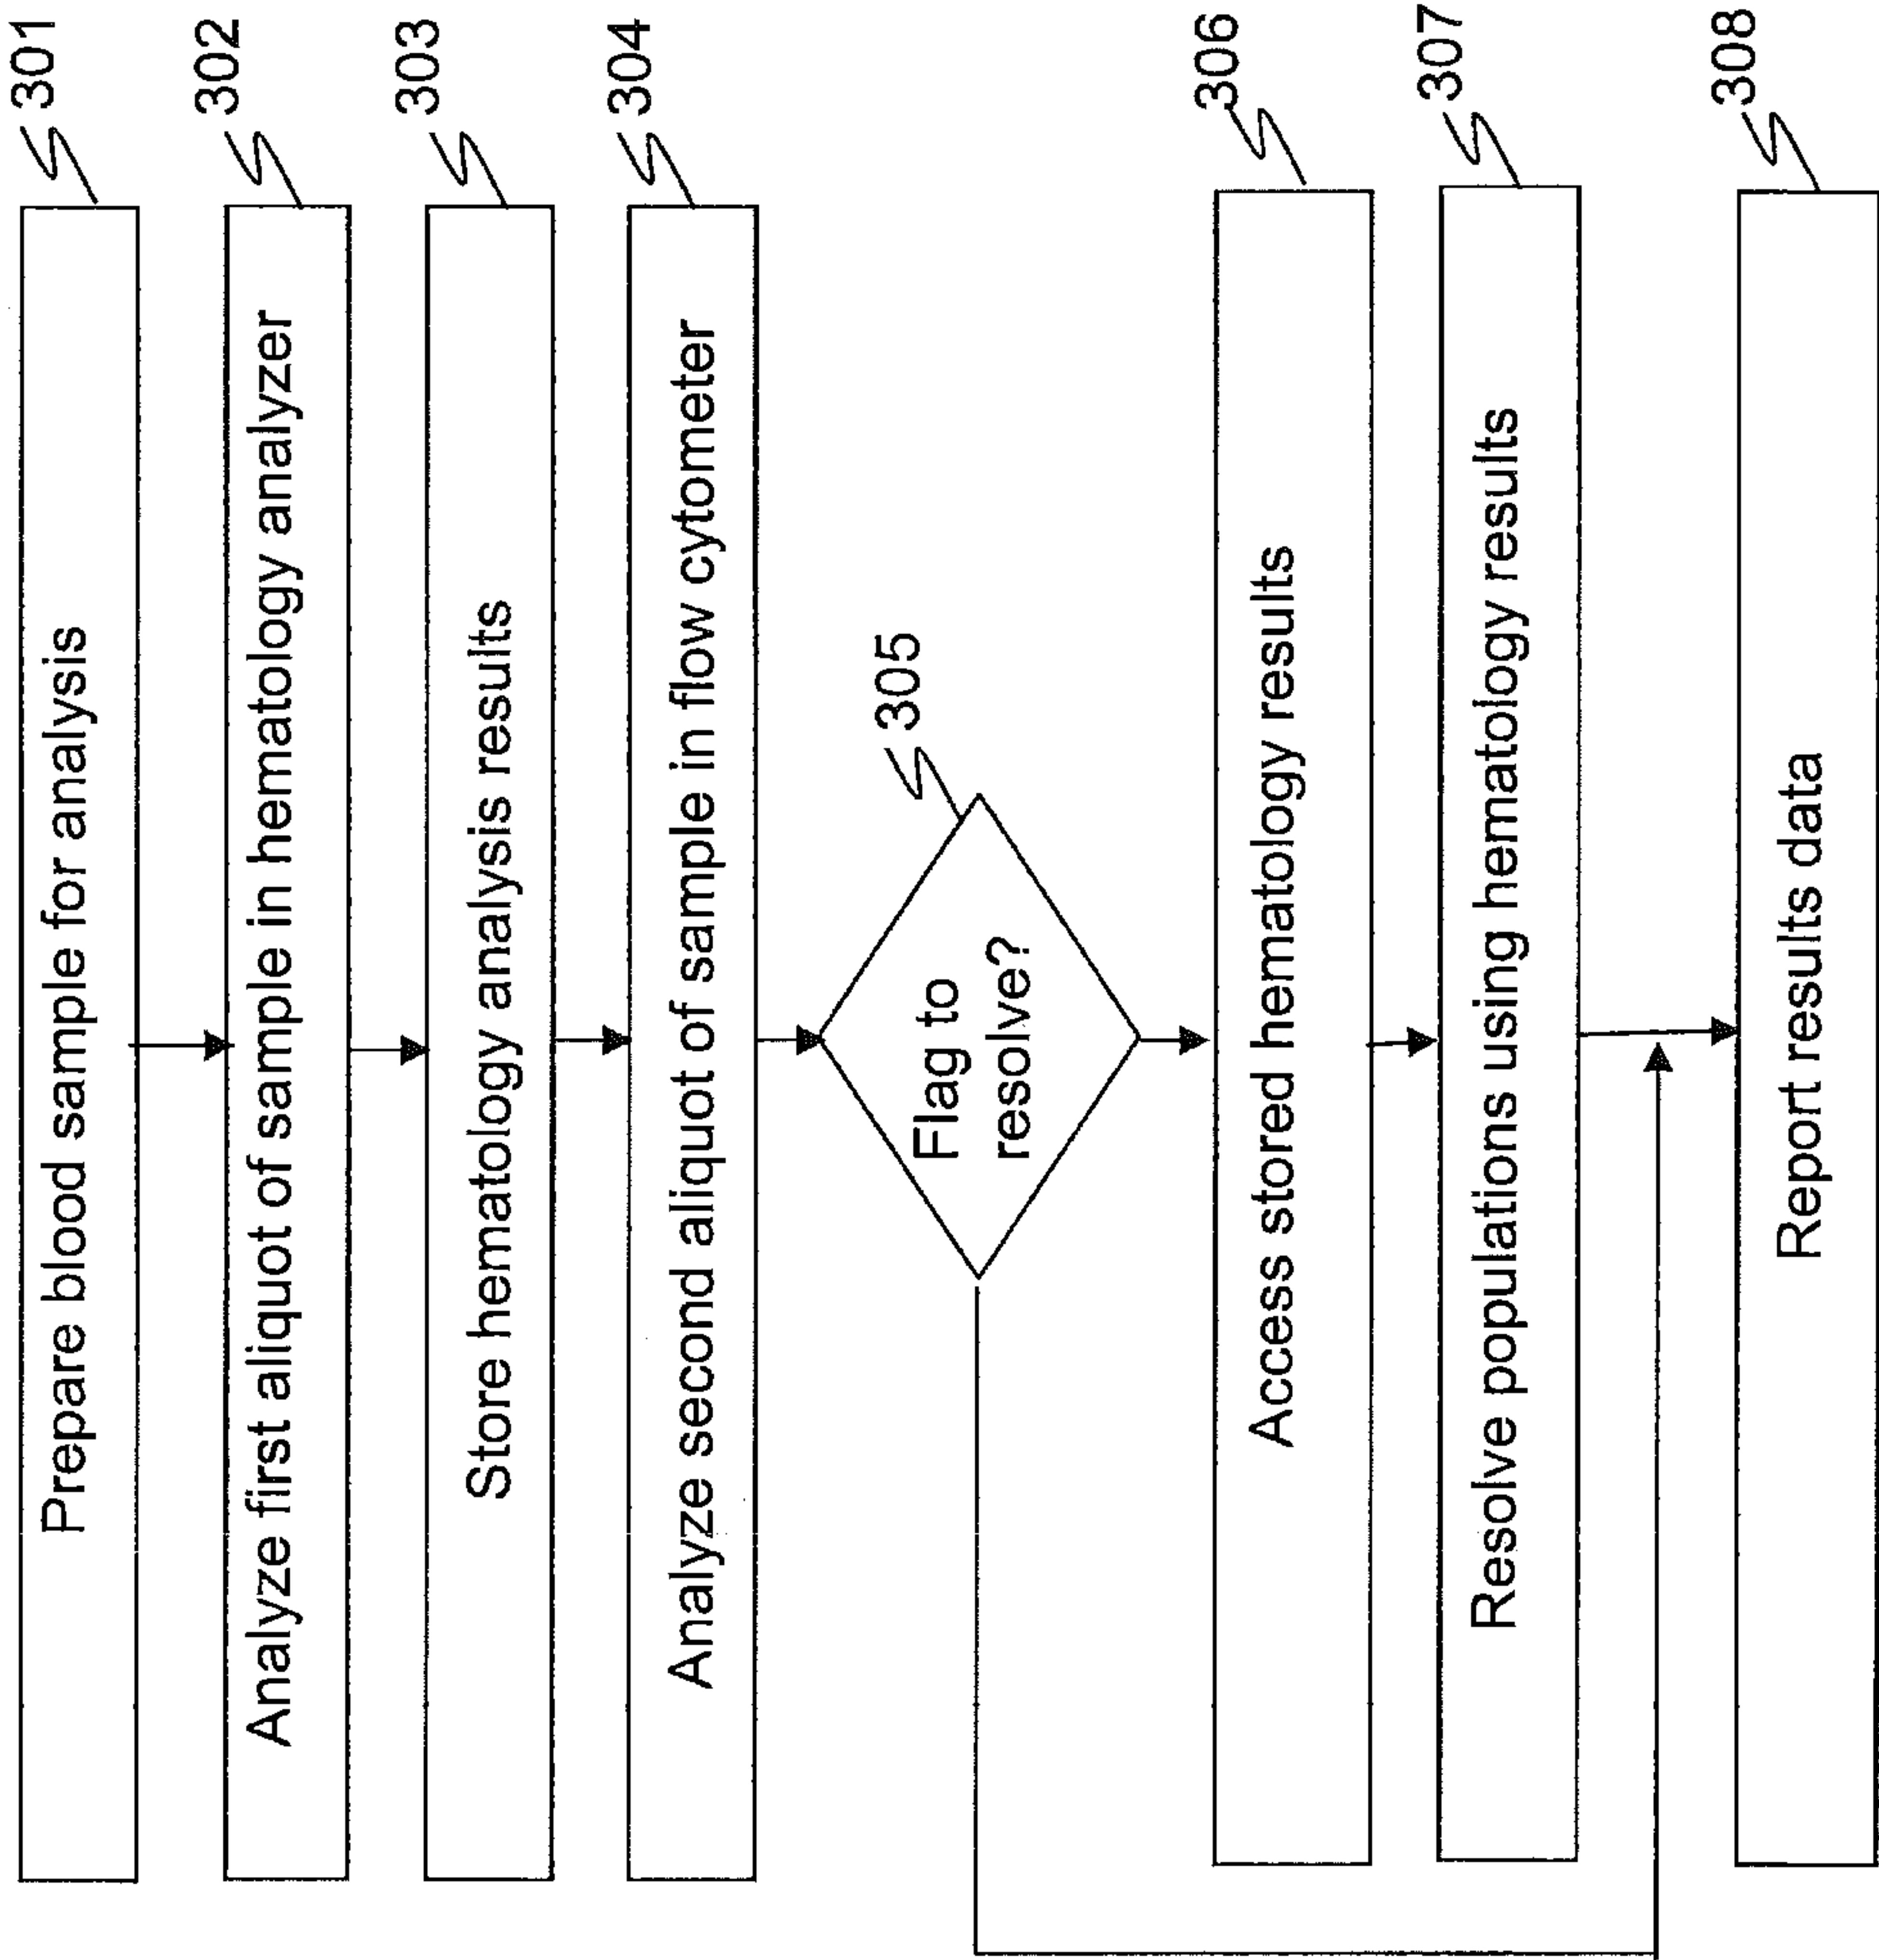 Prepare blood sample for analysis
301
Analyze first aliquot of sample in hematology analyzer
302
Store hematology analysis results
303
Analyze second aliquot of sample in flow cytometer
304
Flag to
resolve?
305
Access stored hematology results
306
Resolve populations using hematology results
307
Report results data
308